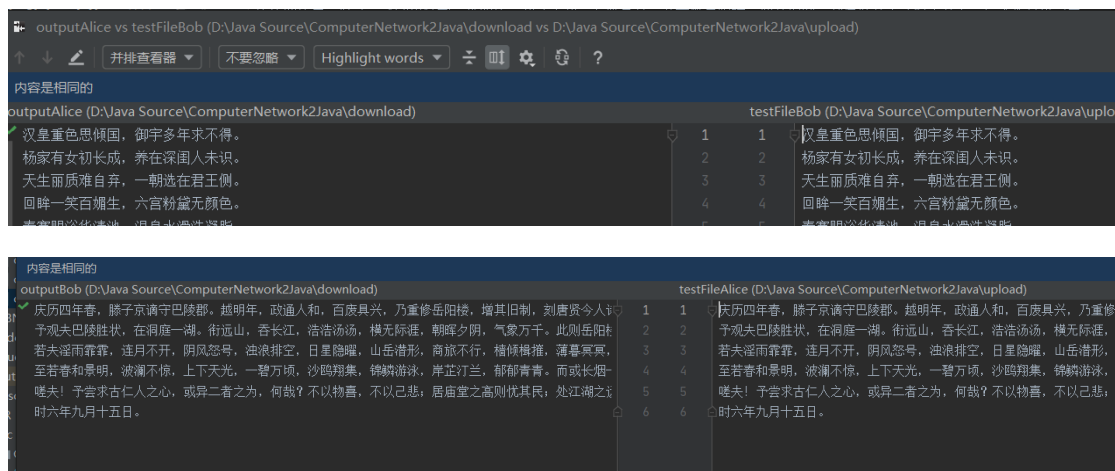 outputAlice vs testFileBob (D:\Java Source\ComputerNetwork2Java\download vs D:\Java Source\ComputerNetwork2Java\upload)
并排查看器 不要忽略 Highlight words ?
内容是相同的
outputAlice (D:\Java Source\ComputerNetwork2Java\download) testFileBob (D:\Java Source\ComputerNetwork2Java\uplo
汉皇重色思倾国，御宇多年求不得。 1 1 汉皇重色思倾国，御宇多年求不得。
杨家有女初长成，养在深闺人未识。 2 2 杨家有女初长成，养在深闺人未识。
天生丽质难自弃，一朝选在君王侧。 3 3 天生丽质难自弃，一朝选在君王侧。
回眸一笑百媚生，六宫粉黛无颜色。 4 4 回眸一笑百媚生，六宫粉黛无颜色。
内容是相同的
outputBob (D:\Java Source\ComputerNetwork2Java\download) testFileAlice (D:\Java Source\ComputerNetwork2Java\upload)
庆历四年春，滕子京谪守巴陵郡。越明年，政通人和，百废具兴，乃重修岳阳楼，增其旧制，刻唐贤今人 1 1 庆历四年春，滕子京谪守巴陵郡。越明年，政通人和，百废具兴，乃重修
予观夫巴陵胜状，在洞庭一湖。衔远山，吞长江，浩浩汤汤，横无际涯，朝晖夕阴，气象万千。此则岳阳 2 2 予观夫巴陵胜状，在洞庭一湖。衔远山，吞长江，浩浩汤汤，横无际涯，
若夫淫雨霏霏，连月不开，阴风怒号，浊浪排空，日星隐曜，山岳潜形，商旅不行，樯倾楫摧，薄暮冥冥， 3 3 若夫淫雨霏霏，连月不开，阴风怒号，浊浪排空，日星隐曜，山岳潜形，
至若春和景明，波澜不惊，上下天光，一碧万顷，沙鸥翔集，锦鳞游泳，岸芷汀兰，郁郁青青。而或长烟一 4 4 至若春和景明，波澜不惊，上下天光，一碧万顷，沙鸥翔集，锦鳞游泳，
嗟夫！予尝求古仁人之心，或异二者之为，何哉？不以物喜，不以己悲；居庙堂之高则忧其民；处江湖之 5 5 嗟夫！予尝求古仁人之心，或异二者之为，何哉？不以物喜，不以己悲；
时六年九月十五日。 6 6 时六年九月十五日。